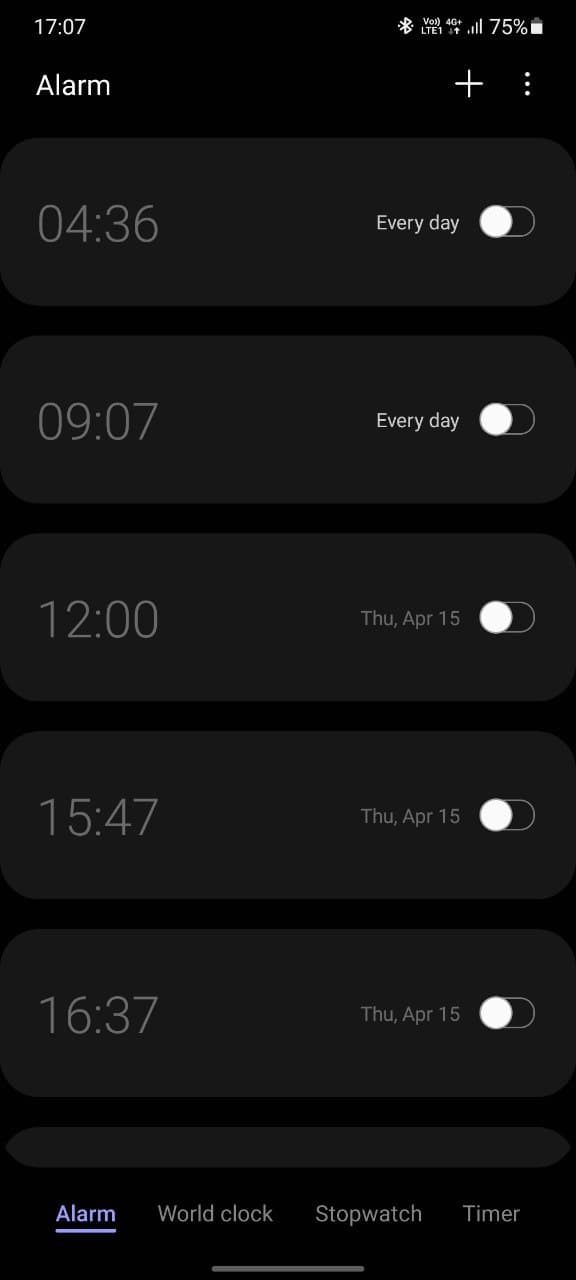 17:07 Vo)) LTE1 4G+ 75%
Alarm
04:36 Every day
09:07 Every day
12:00 Thu, Apr 15
15:47 Thu, Apr 15
16:37 Thu, Apr 15
Alarm World clock Stopwatch Timer